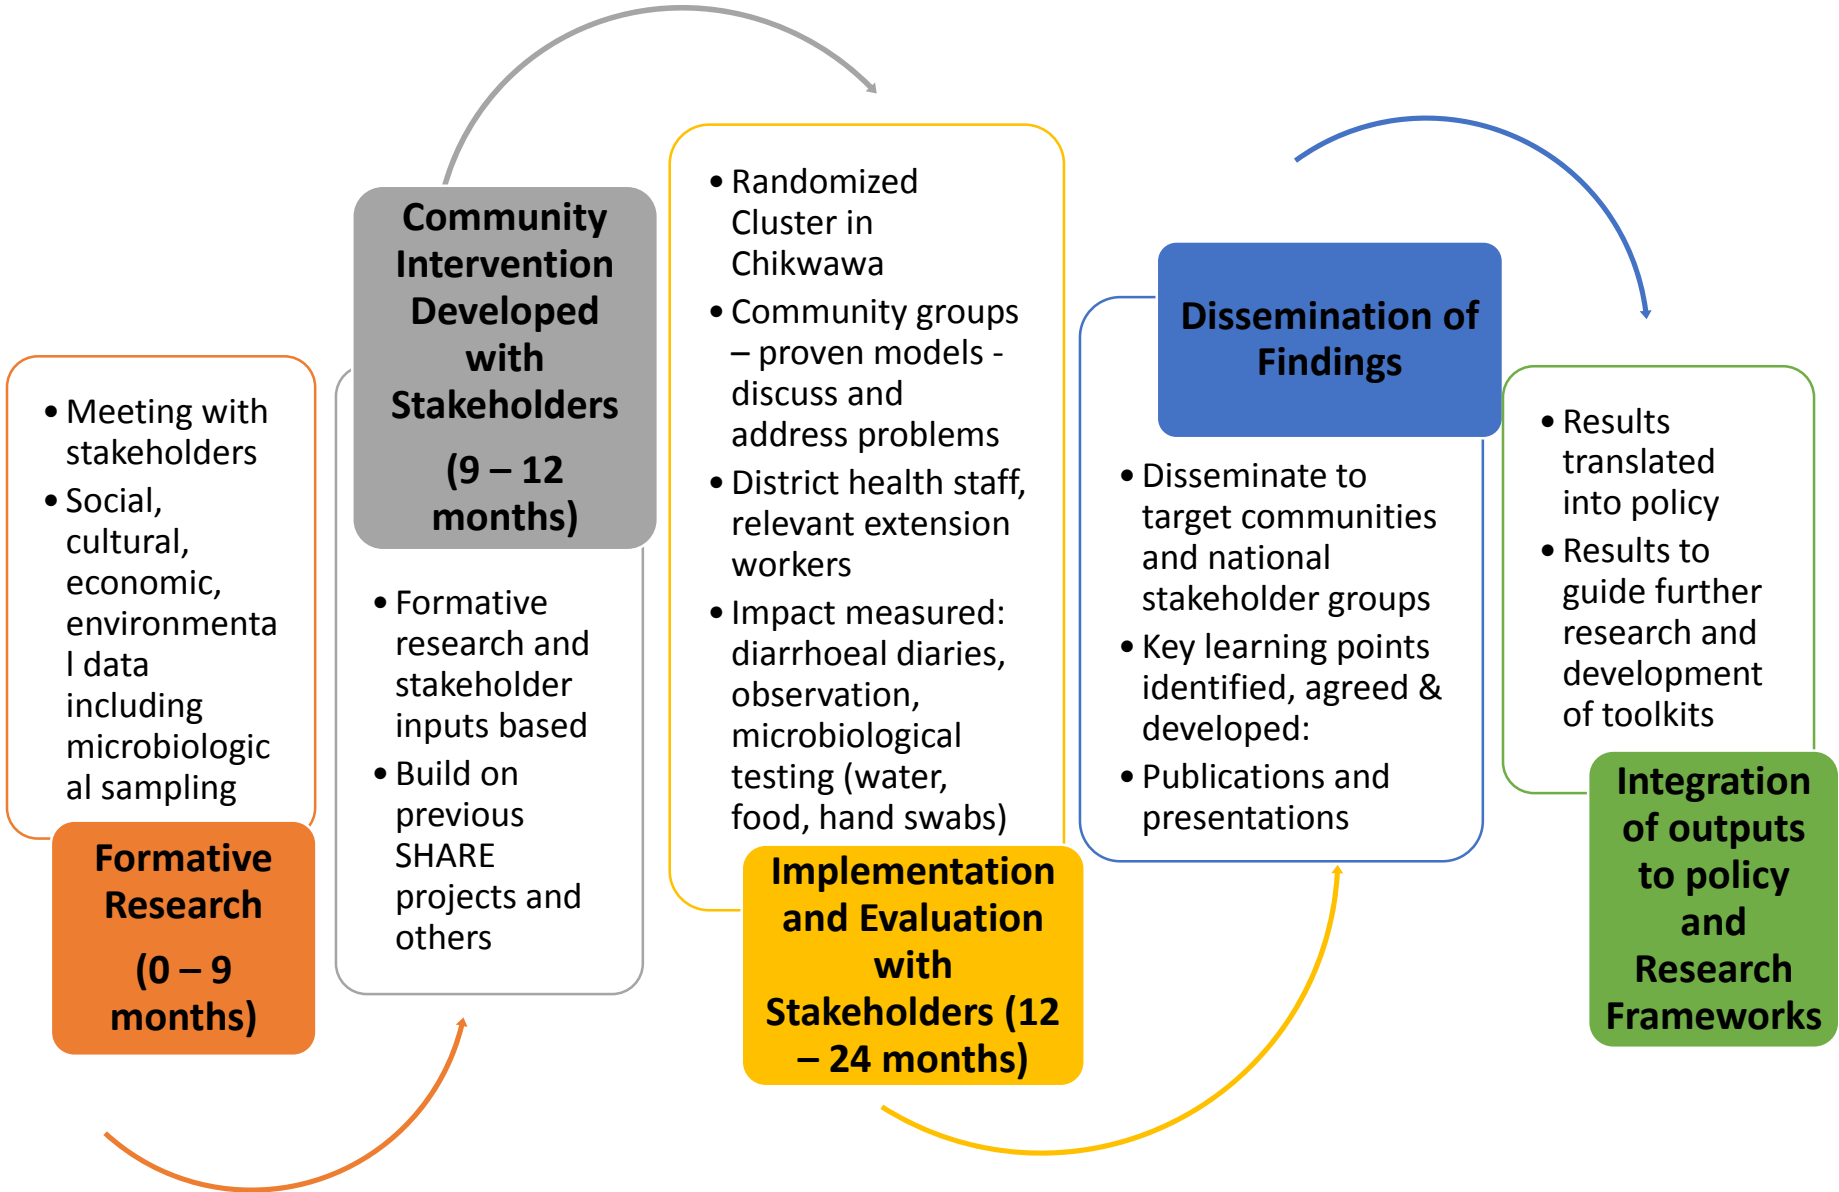 • Meeting with
stakeholders
• Social,
cultural,
economic,
environmenta
l data
including
microbiologic
al sampling
Formative
Research
(0 – 9
months)
Community
Intervention
Developed
with
Stakeholders
(9 – 12
months)
• Formative
research and
stakeholder
inputs based
• Build on
previous
SHARE
projects and
others
• Randomized
Cluster in
Chikwawa
• Community groups
– proven models -
discuss and
address problems
• District health staff,
relevant extension
workers
• Impact measured:
diarrhoeal diaries,
observation,
microbiological
testing (water,
food, hand swabs)
Implementation
and Evaluation
with
Stakeholders (12
– 24 months)
Dissemination of
Findings
• Disseminate to
target communities
and national
stakeholder groups
• Key learning points
identified, agreed &
developed:
• Publications and
presentations
• Results
translated
into policy
• Results to
guide further
research and
development
of toolkits
Integration
of outputs
to policy
and
Research
Frameworks